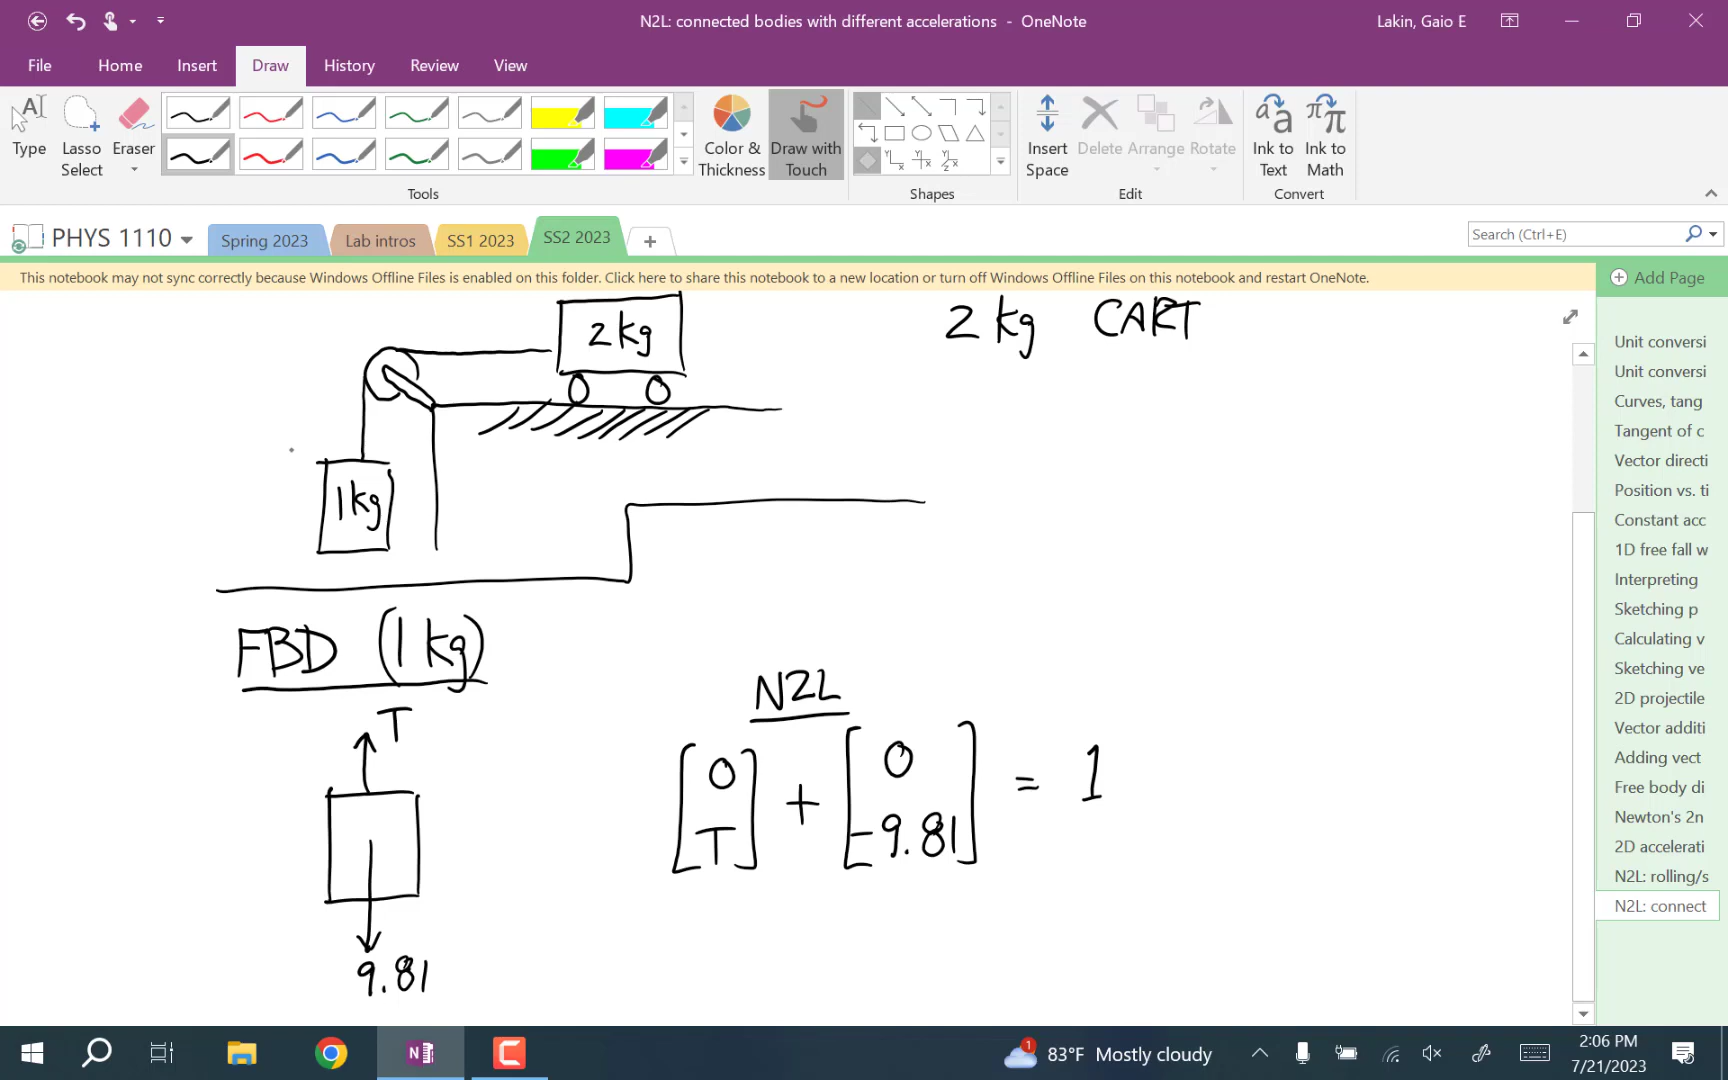 N2L: connected bodies with different accelerations - OneNote
Lakin, Gaio E
File Home Insert Draw History Review View
Type
Lasso Select
Eraser
Color & Thickness
Draw with Touch
Insert Space
Delete Arrange Rotate
Ink to Text
Ink to Math
Tools Shapes Edit Convert
PHYS 1110 Spring 2023 Lab intros SS1 2023 SS2 2023
Search (Ctrl+E)
This notebook may not sync correctly because Windows Offline Files is enabled on this folder. Click here to share this notebook to a new location or turn off Windows Offline Files on this notebook and restart OneNote.
2 kg
2 kg CART
1 kg
FBD (1 kg)
T
9.81
N2L
[0 T] + [0 -9.81] = 1
Add Page
Unit conversi
Unit conversi
Curves, tang
Tangent of c
Vector directi
Position vs. ti
Constant acc
1D free fall w
Interpreting
Sketching p
Calculating v
Sketching ve
2D projectile
Vector additi
Adding vect
Free body di
Newton's 2n
2D accelerati
N2L: rolling/s
N2L: connect
1
83°F Mostly cloudy
2:06 PM
7/21/2023